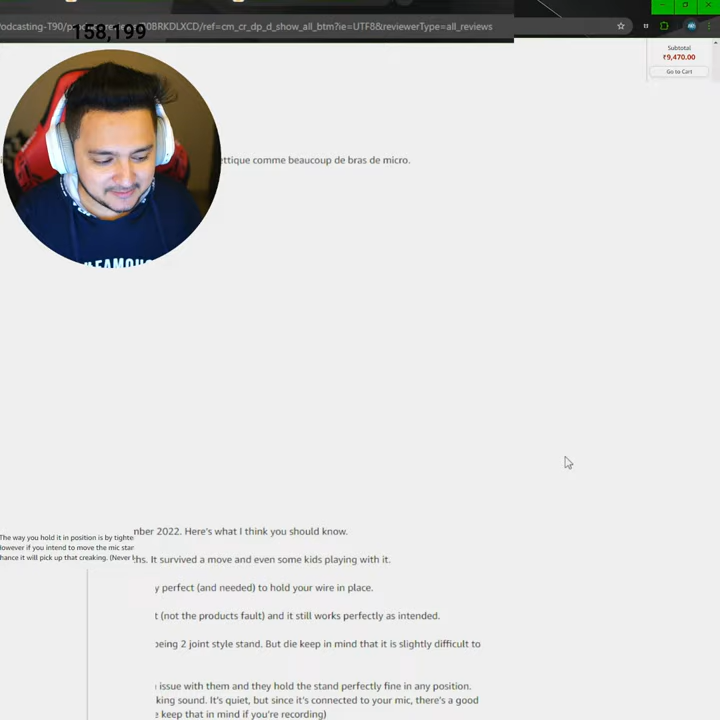 odcasting-T90/p
0BRKDLXCD/ref=cm_cr_dp_d_show_all_btm?ie=UTF8&reviewerType=all_reviews
158,199
Subtotal
₹9,470.00
Go to Cart
ttique comme beaucoup de bras de micro.
nber 2022. Here's what I think you should know.
The way you hold it in position is by tighte
owever if you intend to move the mic star
hance it will pick up that creaking. (Never
hs. It survived a move and even some kids playing with it.
y perfect (and needed) to hold your wire in place.
t (not the products fault) and it still works perfectly as intended.
being 2 joint style stand. But die keep in mind that it is slightly difficult to
issue with them and they hold the stand perfectly fine in any position.
king sound. It's quiet, but since it's connected to your mic, there's a good
e keep that in mind if you're recording)